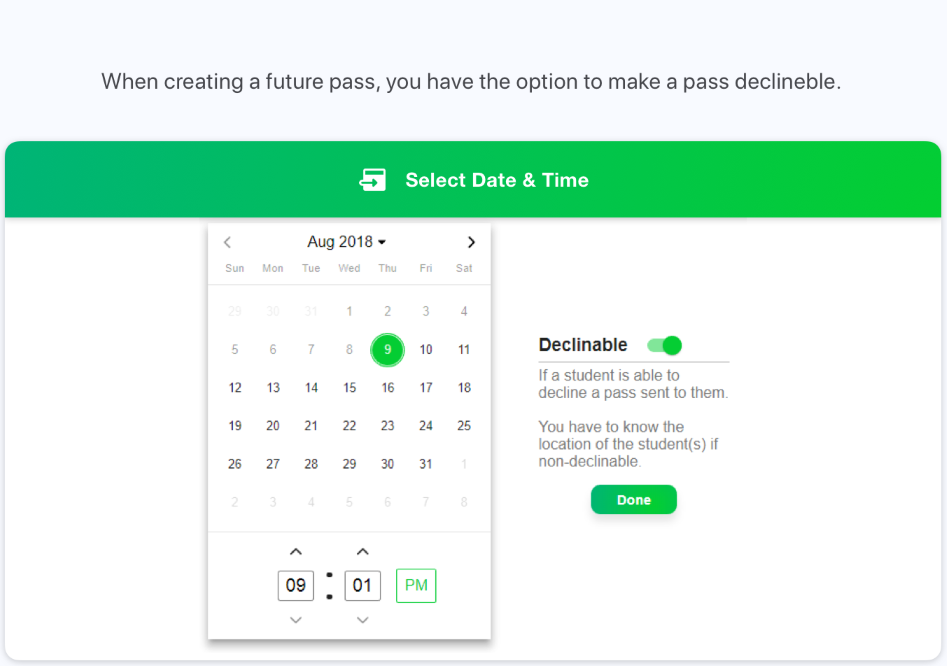 When creating a future pass, you have the option to make a pass declineble.
Select Date & Time
Aug 2018
Sun Mon Tue Wed Thu Fri Sat
29 30 31 1 2 3 4
5 6 7 8 9 10 11
12 13 14 15 16 17 18
19 20 21 22 23 24 25
26 27 28 29 30 31 1
2 3 4 5 6 7 8
09 : 01 PM
Declinable
If a student is able to
decline a pass sent to them.
You have to know the
location of the student(s) if
non-declinable.
Done